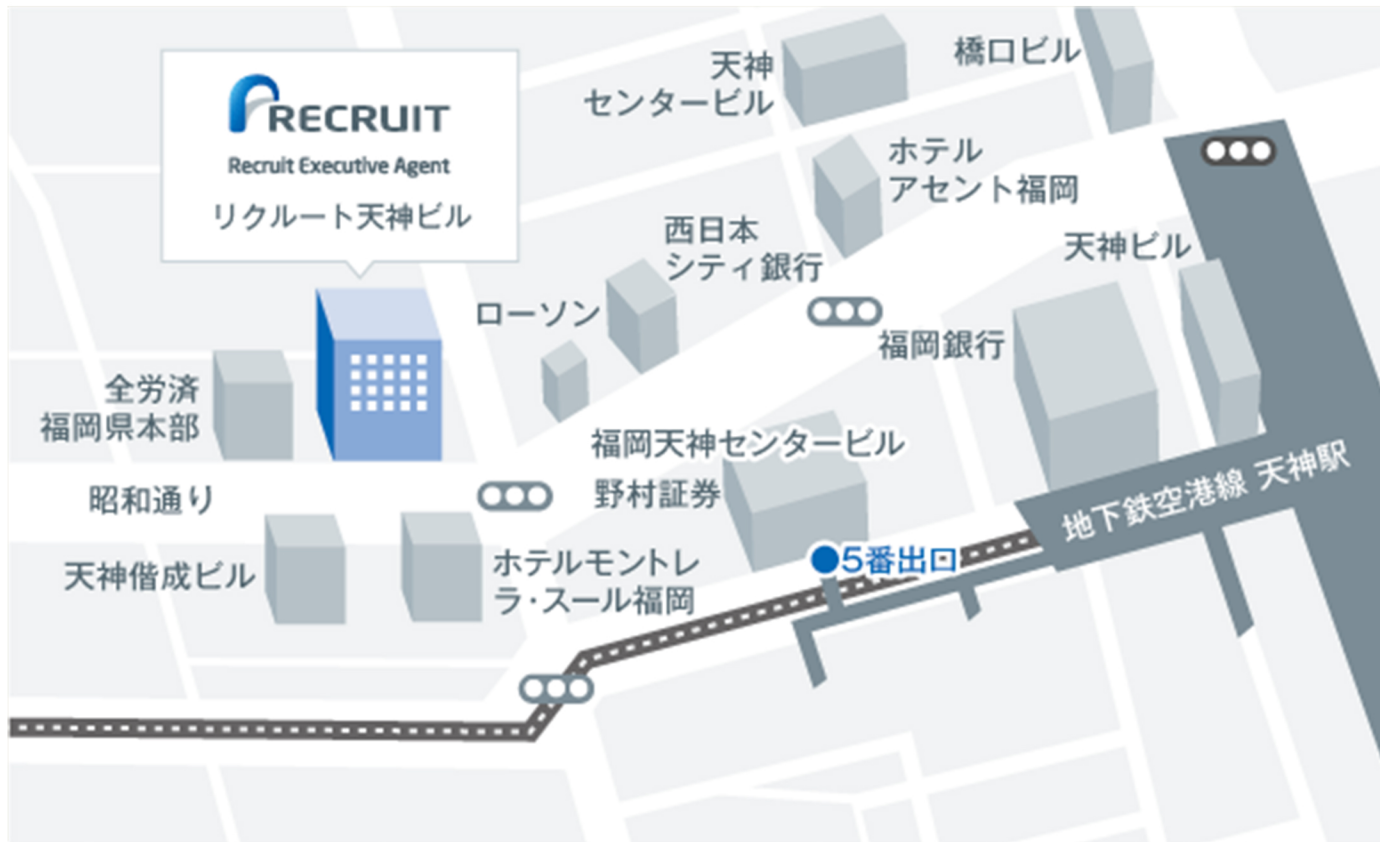 RECRUIT
Recruit Executive Agent
リクルート天神ビル
天神
センタービル
橋口ビル
ホテル
アセント福岡
西日本
シティ銀行
天神ビル
ローソン
福岡銀行
全労済
福岡県本部
福岡天神センタービル
昭和通り
野村証券
地下鉄空港線 天神駅
天神偕成ビル
ホテルモントレ
ラ・スール福岡
5番出口